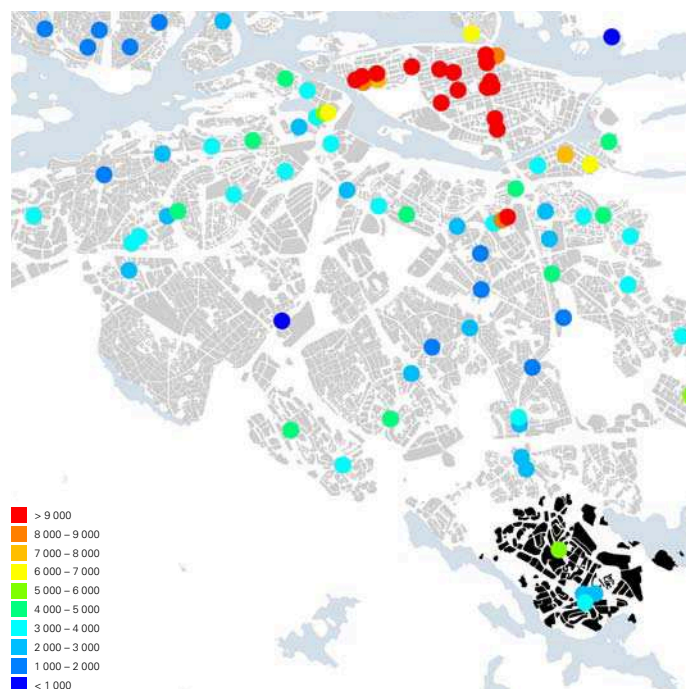 > 9 000
8 000 – 9 000
7 000 – 8 000
6 000 – 7 000
5 000 – 6 000
4 000 – 5 000
3 000 – 4 000
2 000 – 3 000
1 000 – 2 000
< 1 000